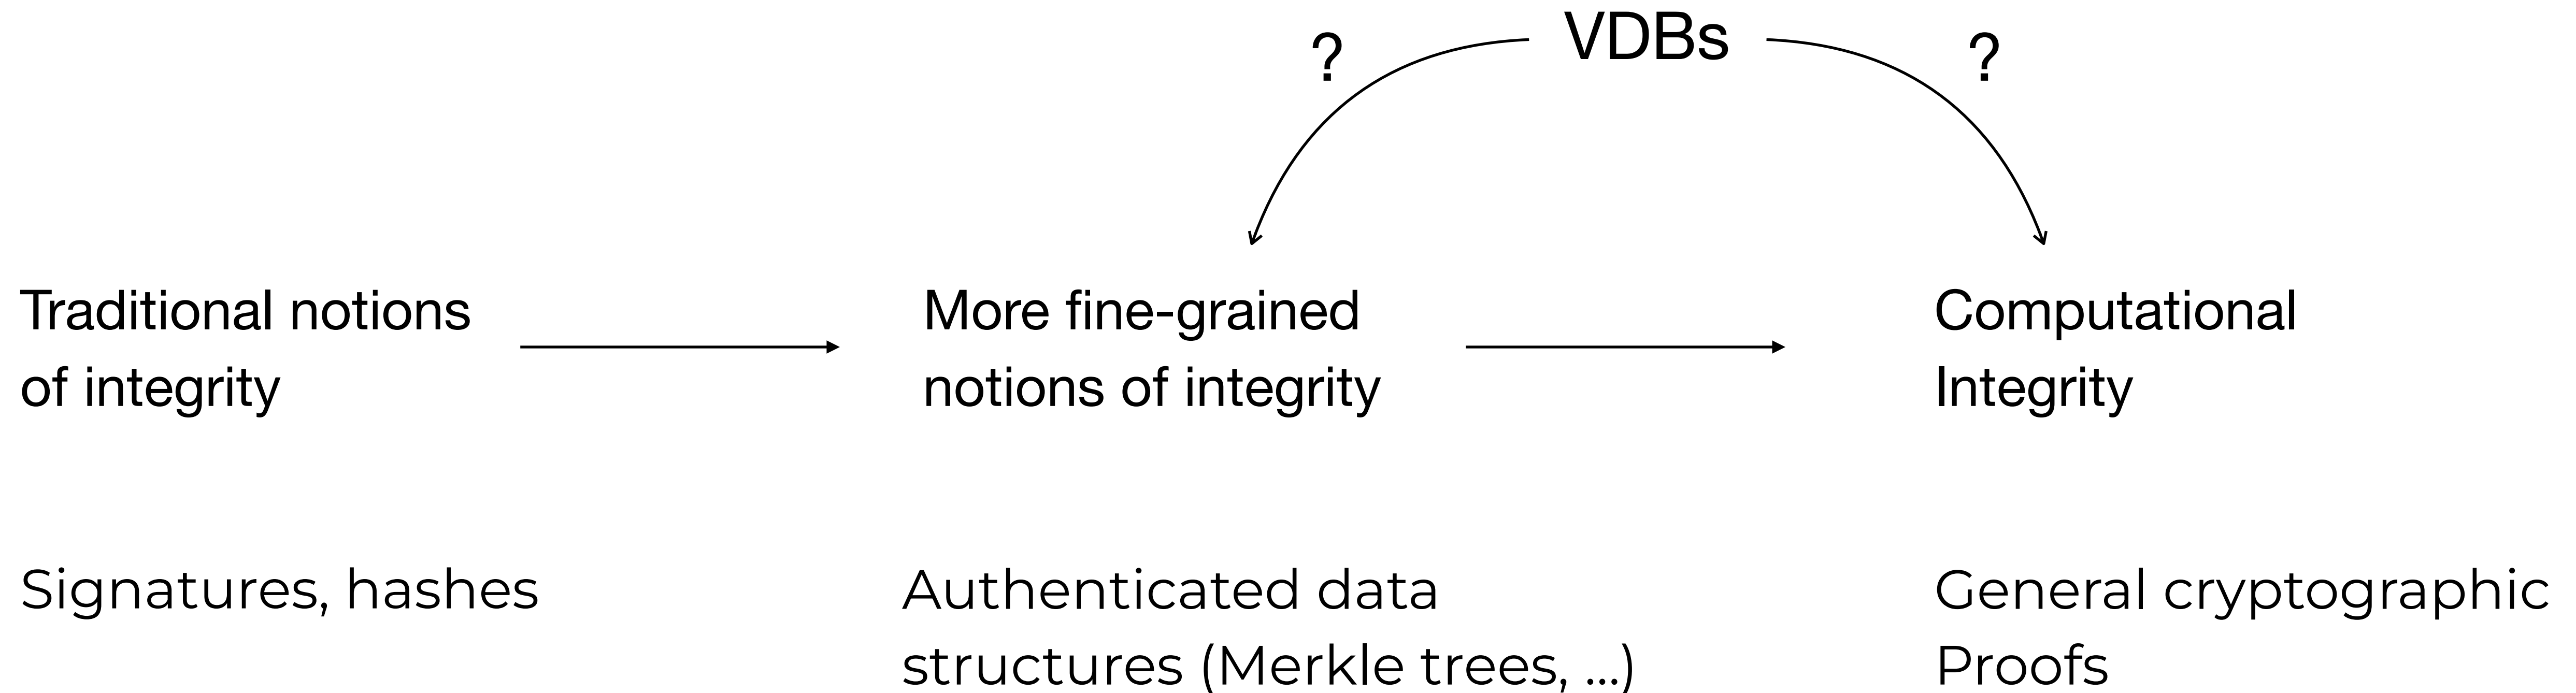 VDBs
?
?
Traditional notions
of integrity
More fine-grained
notions of integrity
Computational
Integrity
Signatures, hashes
Authenticated data
structures (Merkle trees, ...)
General cryptographic
Proofs